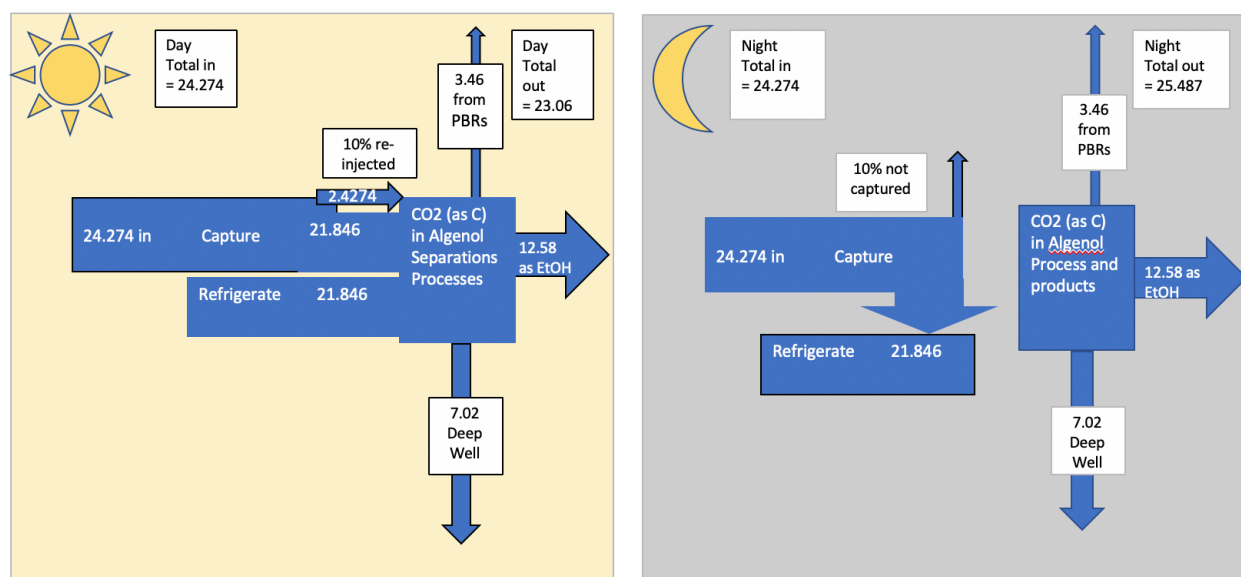 Day
Total in
= 24.274
Day
Total
out
= 23.06
3.46
from
PBRs
10% re-
injected
2.4274
24.274 in Capture 21.846
Refrigerate 21.846
CO2 (as C)
in Algenol
Separations
Processes
12.58
as EtOH
7.02
Deep
Well
Night
Total in
= 24.274
Night
Total out
= 25.487
3.46
from
PBRs
10% not
captured
24.274 in Capture
Refrigerate 21.846
CO2 (as C)
in Algenol
Process and
products
12.58 as
EtOH
7.02
Deep
Well